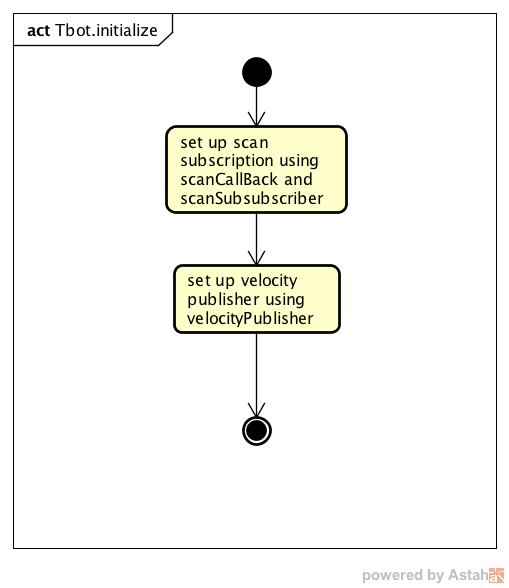 act Tbot.initialize
set up scan
subscription using
scanCallBack and
scanSubsubscriber
set up velocity
publisher using
velocityPublisher
powered by Astah